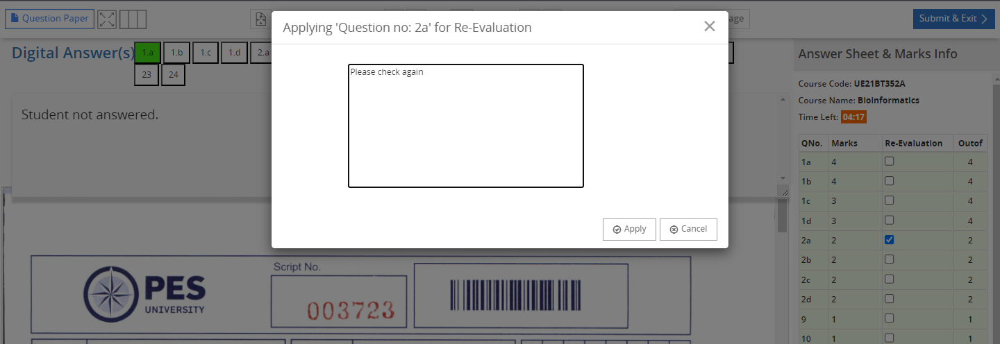 Question Paper
age
Submit & Exit
Applying 'Question no: 2a' for Re-Evaluation
Please check again
Apply
Cancel
Digital Answer(s)
1.a
1.b
1.c
1.d
2.a
23
24
Student not answered.
Script No.
PES
UNIVERSITY
003723
Answer Sheet & Marks Info
Course Code: UE21BT352A
Course Name: Bioinformatics
Time Left: 04:17
QNo. Marks Re-Evaluation Outof
1a 4 4
1b 4 4
1c 3 4
1d 3 4
2a 2 2
2b 2 2
2c 2 2
2d 2 2
9 1 1
10 1 1